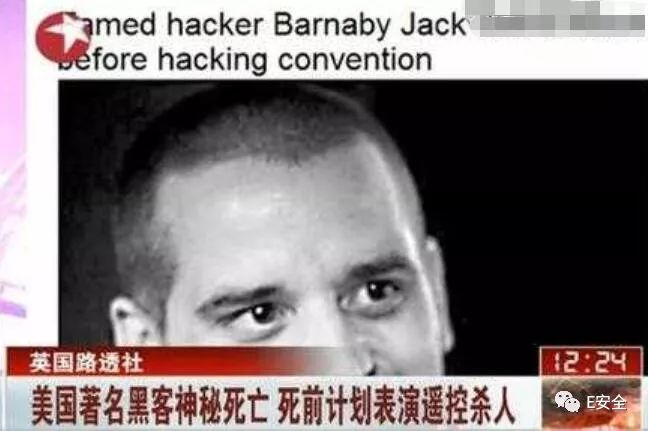 amed hacker Barnaby Jack
before hacking convention
英国路透社
12:24
美国著名黑客神秘死亡 死前计划表演遥控杀人
E安全